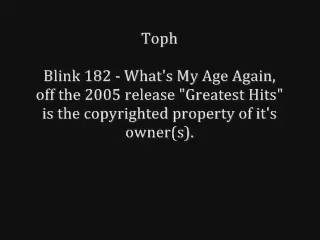 Toph
Blink 182 - What's My Age Again,
off the 2005 release "Greatest Hits"
is the copyrighted property of it's
owner(s).